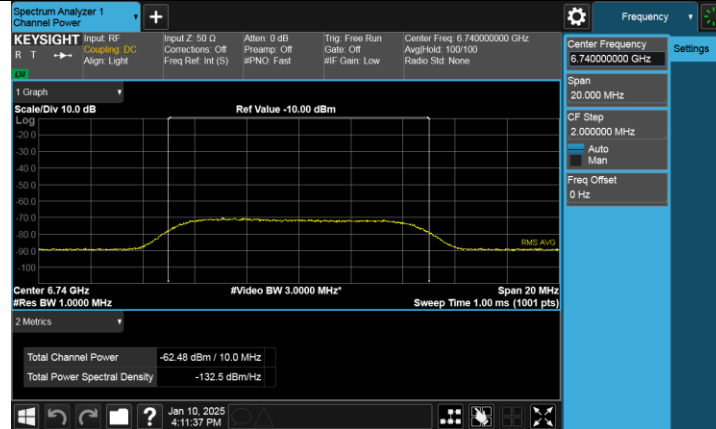 Spectrum Analyzer 1
Channel Power
Frequency
KEYSIGHT
R T
LXI
Input: RF
Coupling: DC
Align: Light
Input Z: 50 Ω
Corrections: Off
Freq Ref: Int (S)
Atten: 0 dB
Preamp: Off
#PNO: Fast
Trig: Free Run
Gate: Off
#IF Gain: Low
Center Freq: 6.740000000 GHz
Avg|Hold: 100/100
Radio Std: None
Center Frequency
6.740000000 GHz
Settings
Span
20.000 MHz
CF Step
2.000000 MHz
Auto
Man
Freq Offset
0 Hz
1 Graph
Scale/Div 10.0 dB
Ref Value -10.00 dBm
Log
-20.0
-30.0
-40.0
-50.0
-60.0
-70.0
-80.0
-90.0
-100
RMS AVG
Center 6.74 GHz
#Video BW 3.0000 MHz*
Span 20 MHz
#Res BW 1.0000 MHz
Sweep Time 1.00 ms (1001 pts)
2 Metrics
Total Channel Power -62.48 dBm / 10.0 MHz
Total Power Spectral Density -132.5 dBm/Hz
?
Jan 10, 2025
4:11:37 PM